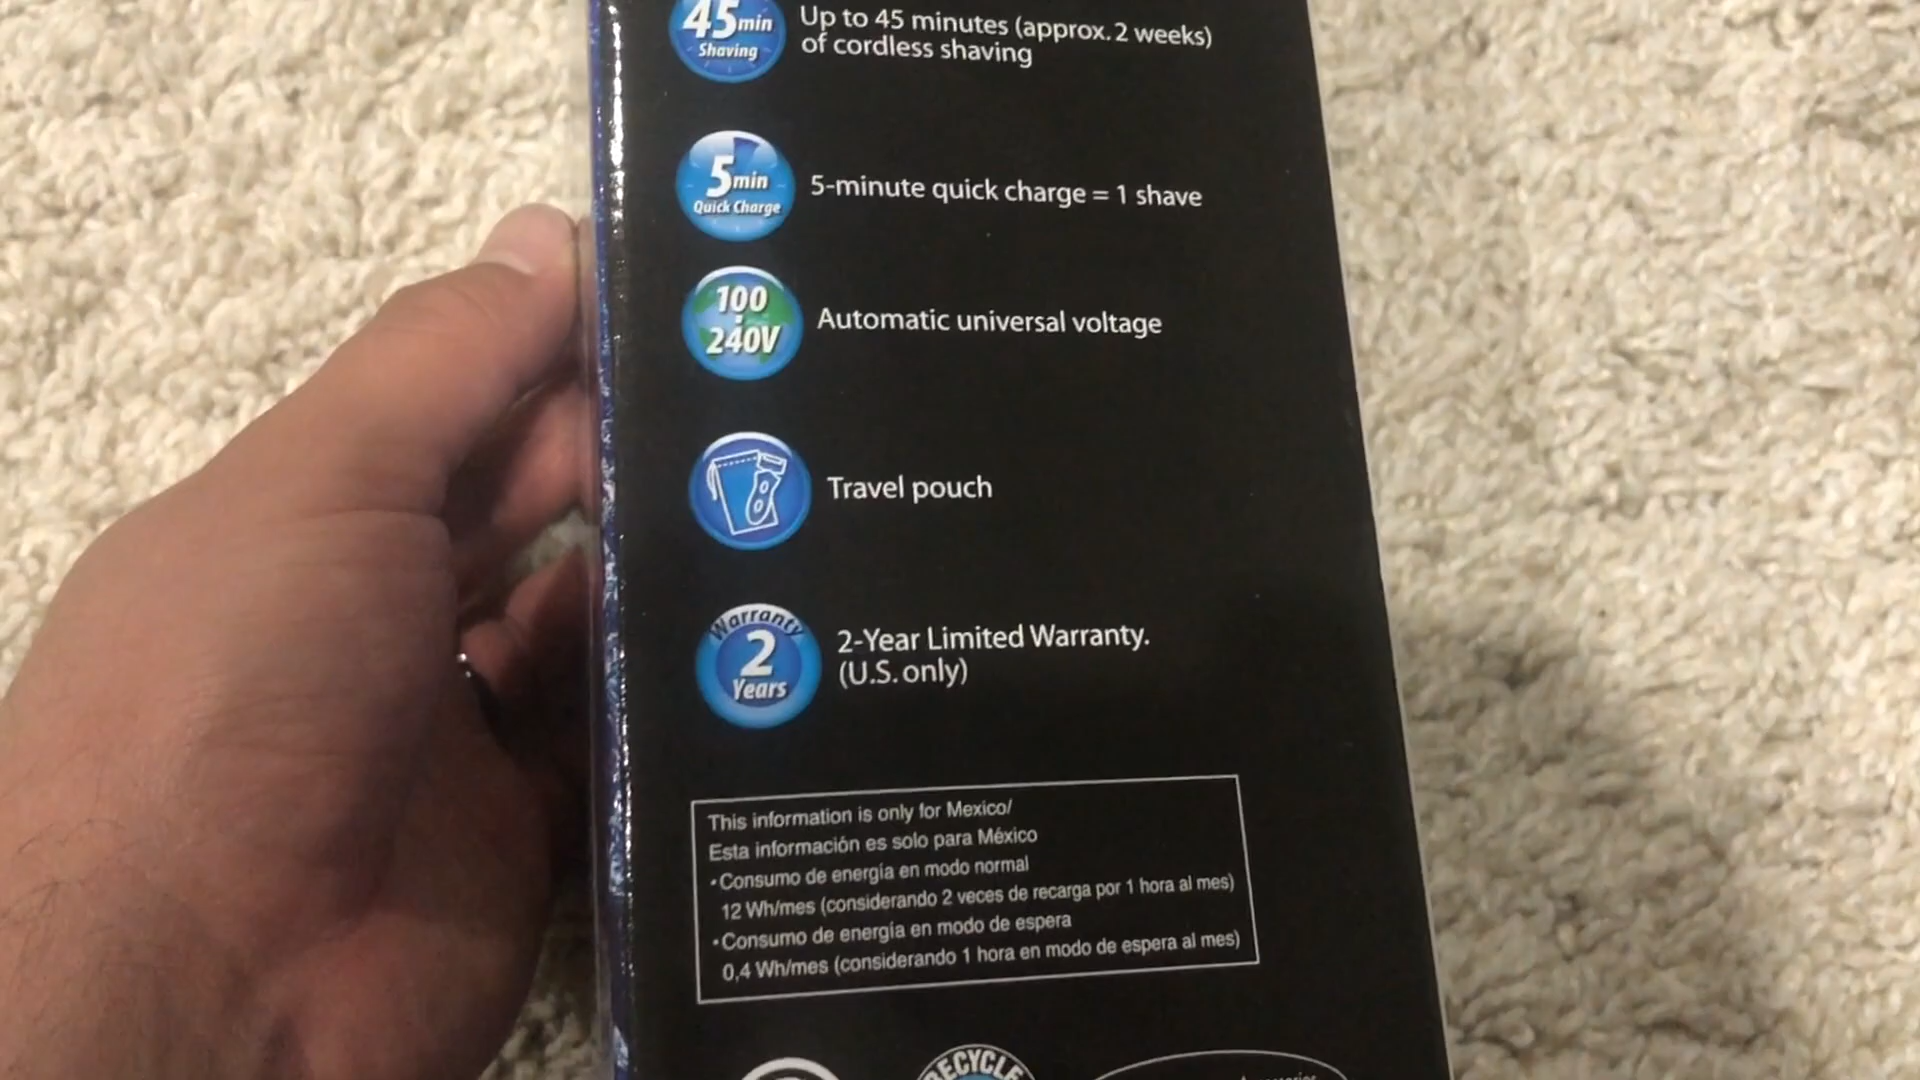 45min
Shaving
Up to 45 minutes (approx. 2 weeks)
of cordless shaving
5min
Quick Charge
5-minute quick charge = 1 shave
100
-
240V
Automatic universal voltage
Travel pouch
Warranty
2
Years
2-Year Limited Warranty.
(U.S. only)
This information is only for Mexico/
Esta información es solo para México
•Consumo de energía en modo normal
12 Wh/mes (considerando 2 veces de recarga por 1 hora al mes)
•Consumo de energía en modo de espera
0,4 Wh/mes (considerando 1 hora en modo de espera al mes)
RECYCLE